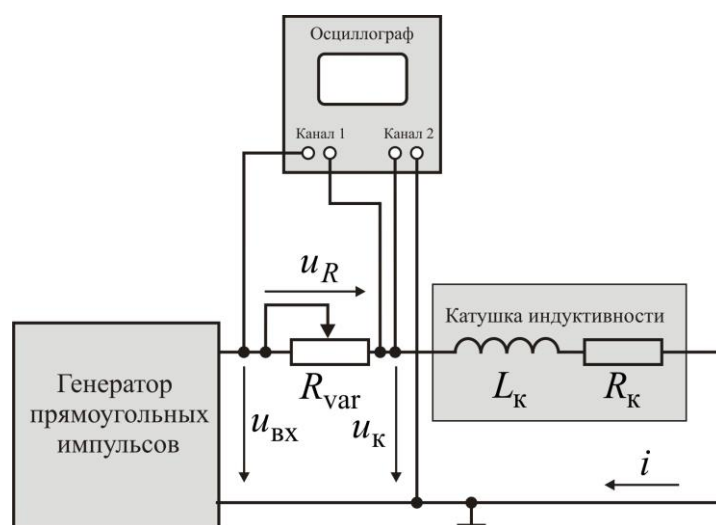 Осциллограф
Канал 1 Канал 2
u_R
Катушка индуктивности
Генератор
прямоугольных
импульсов
R_var
L_к
R_к
u_вх
u_к
i